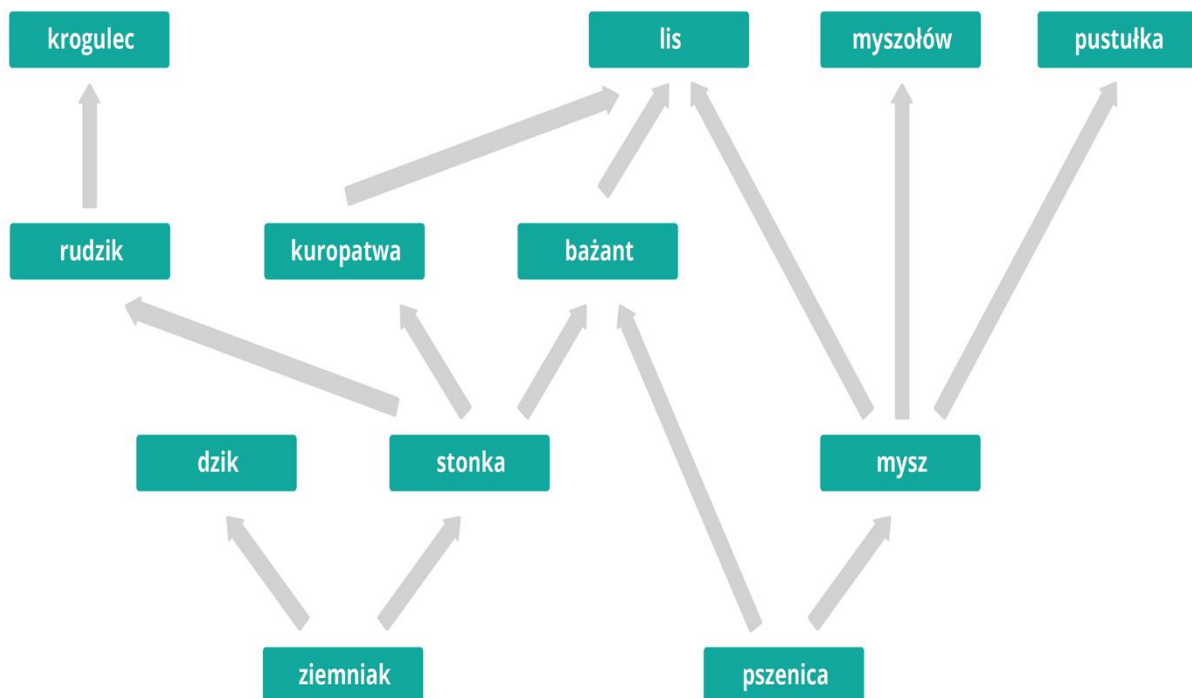 krogulec
lis
myszołów
pustułka
rudzik
kuropatwa
bażant
dzik
stonka
mysz
ziemniak
pszenica